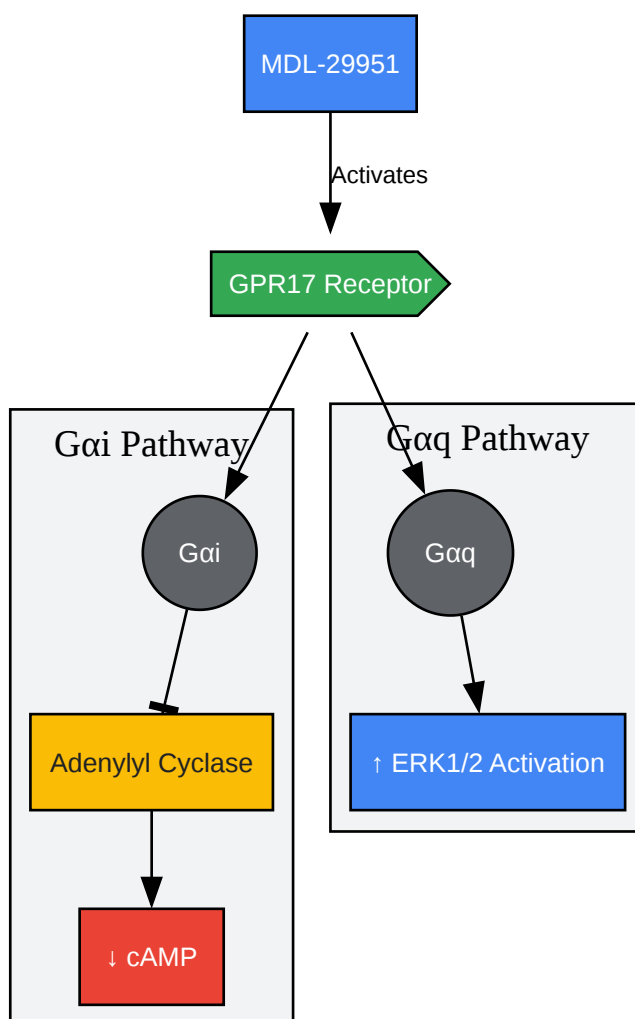 MDL-29951
Activates
GPR17 Receptor
Gαi Pathway
Gαq Pathway
Gαi
Gαq
Adenylyl Cyclase
↑ ERK1/2 Activation
↓ cAMP